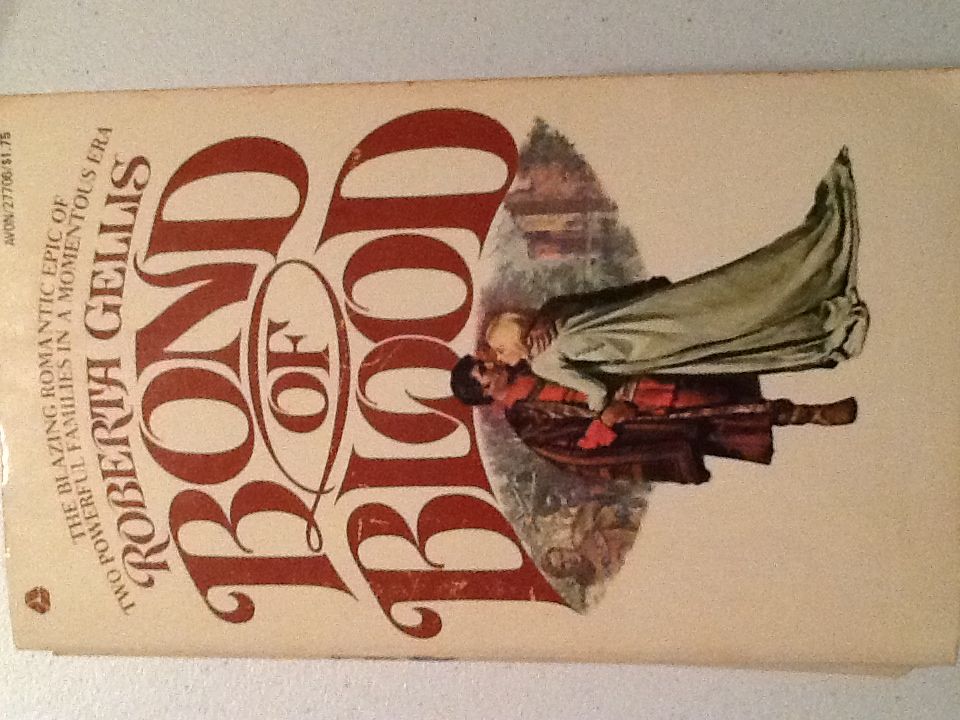 AVON/27706/$1.75
THE BLAZING ROMANTIC EPIC OF
TWO POWERFUL FAMILIES IN A MOMENTOUS ERA
ROBERTA GELLIS
BOND
OF
BLOOD